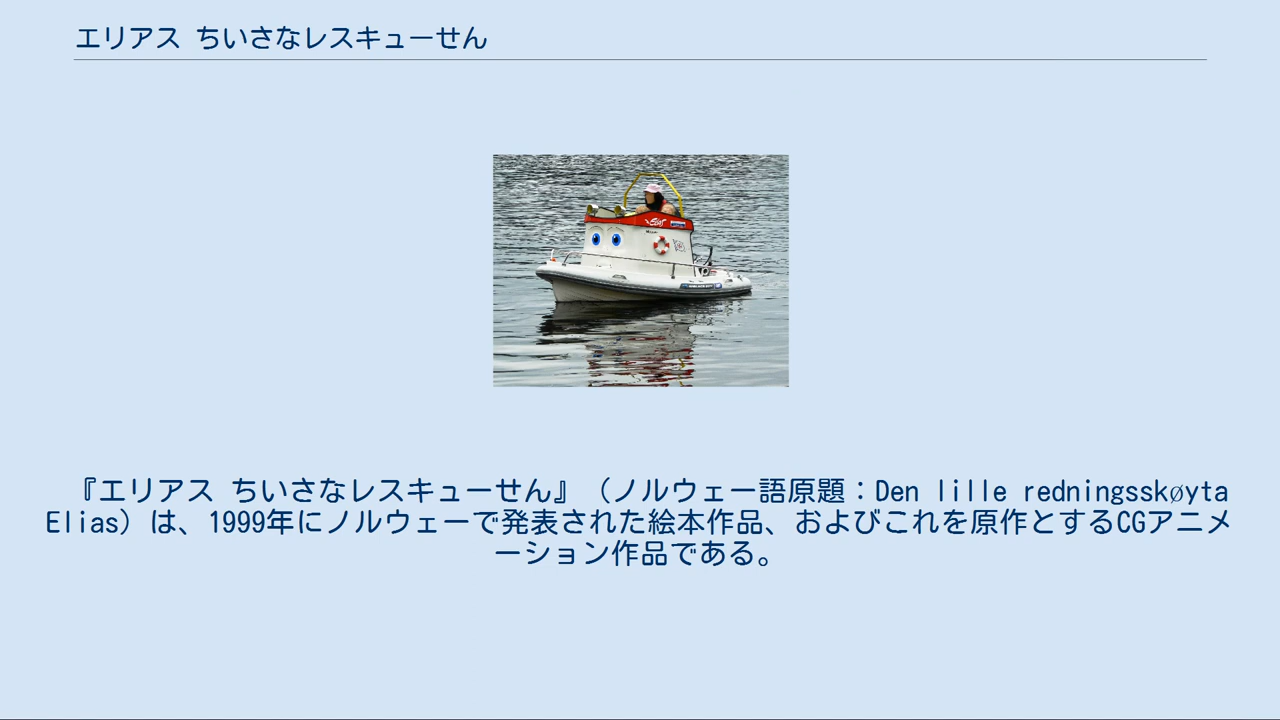 エリアス ちいさなレスキューせん
『エリアス ちいさなレスキューせん』（ノルウェー語原題：Den lille redningsskøyta
Elias）は、1999年にノルウェーで発表された絵本作品、およびこれを原作とするCGアニメ
ーション作品である。